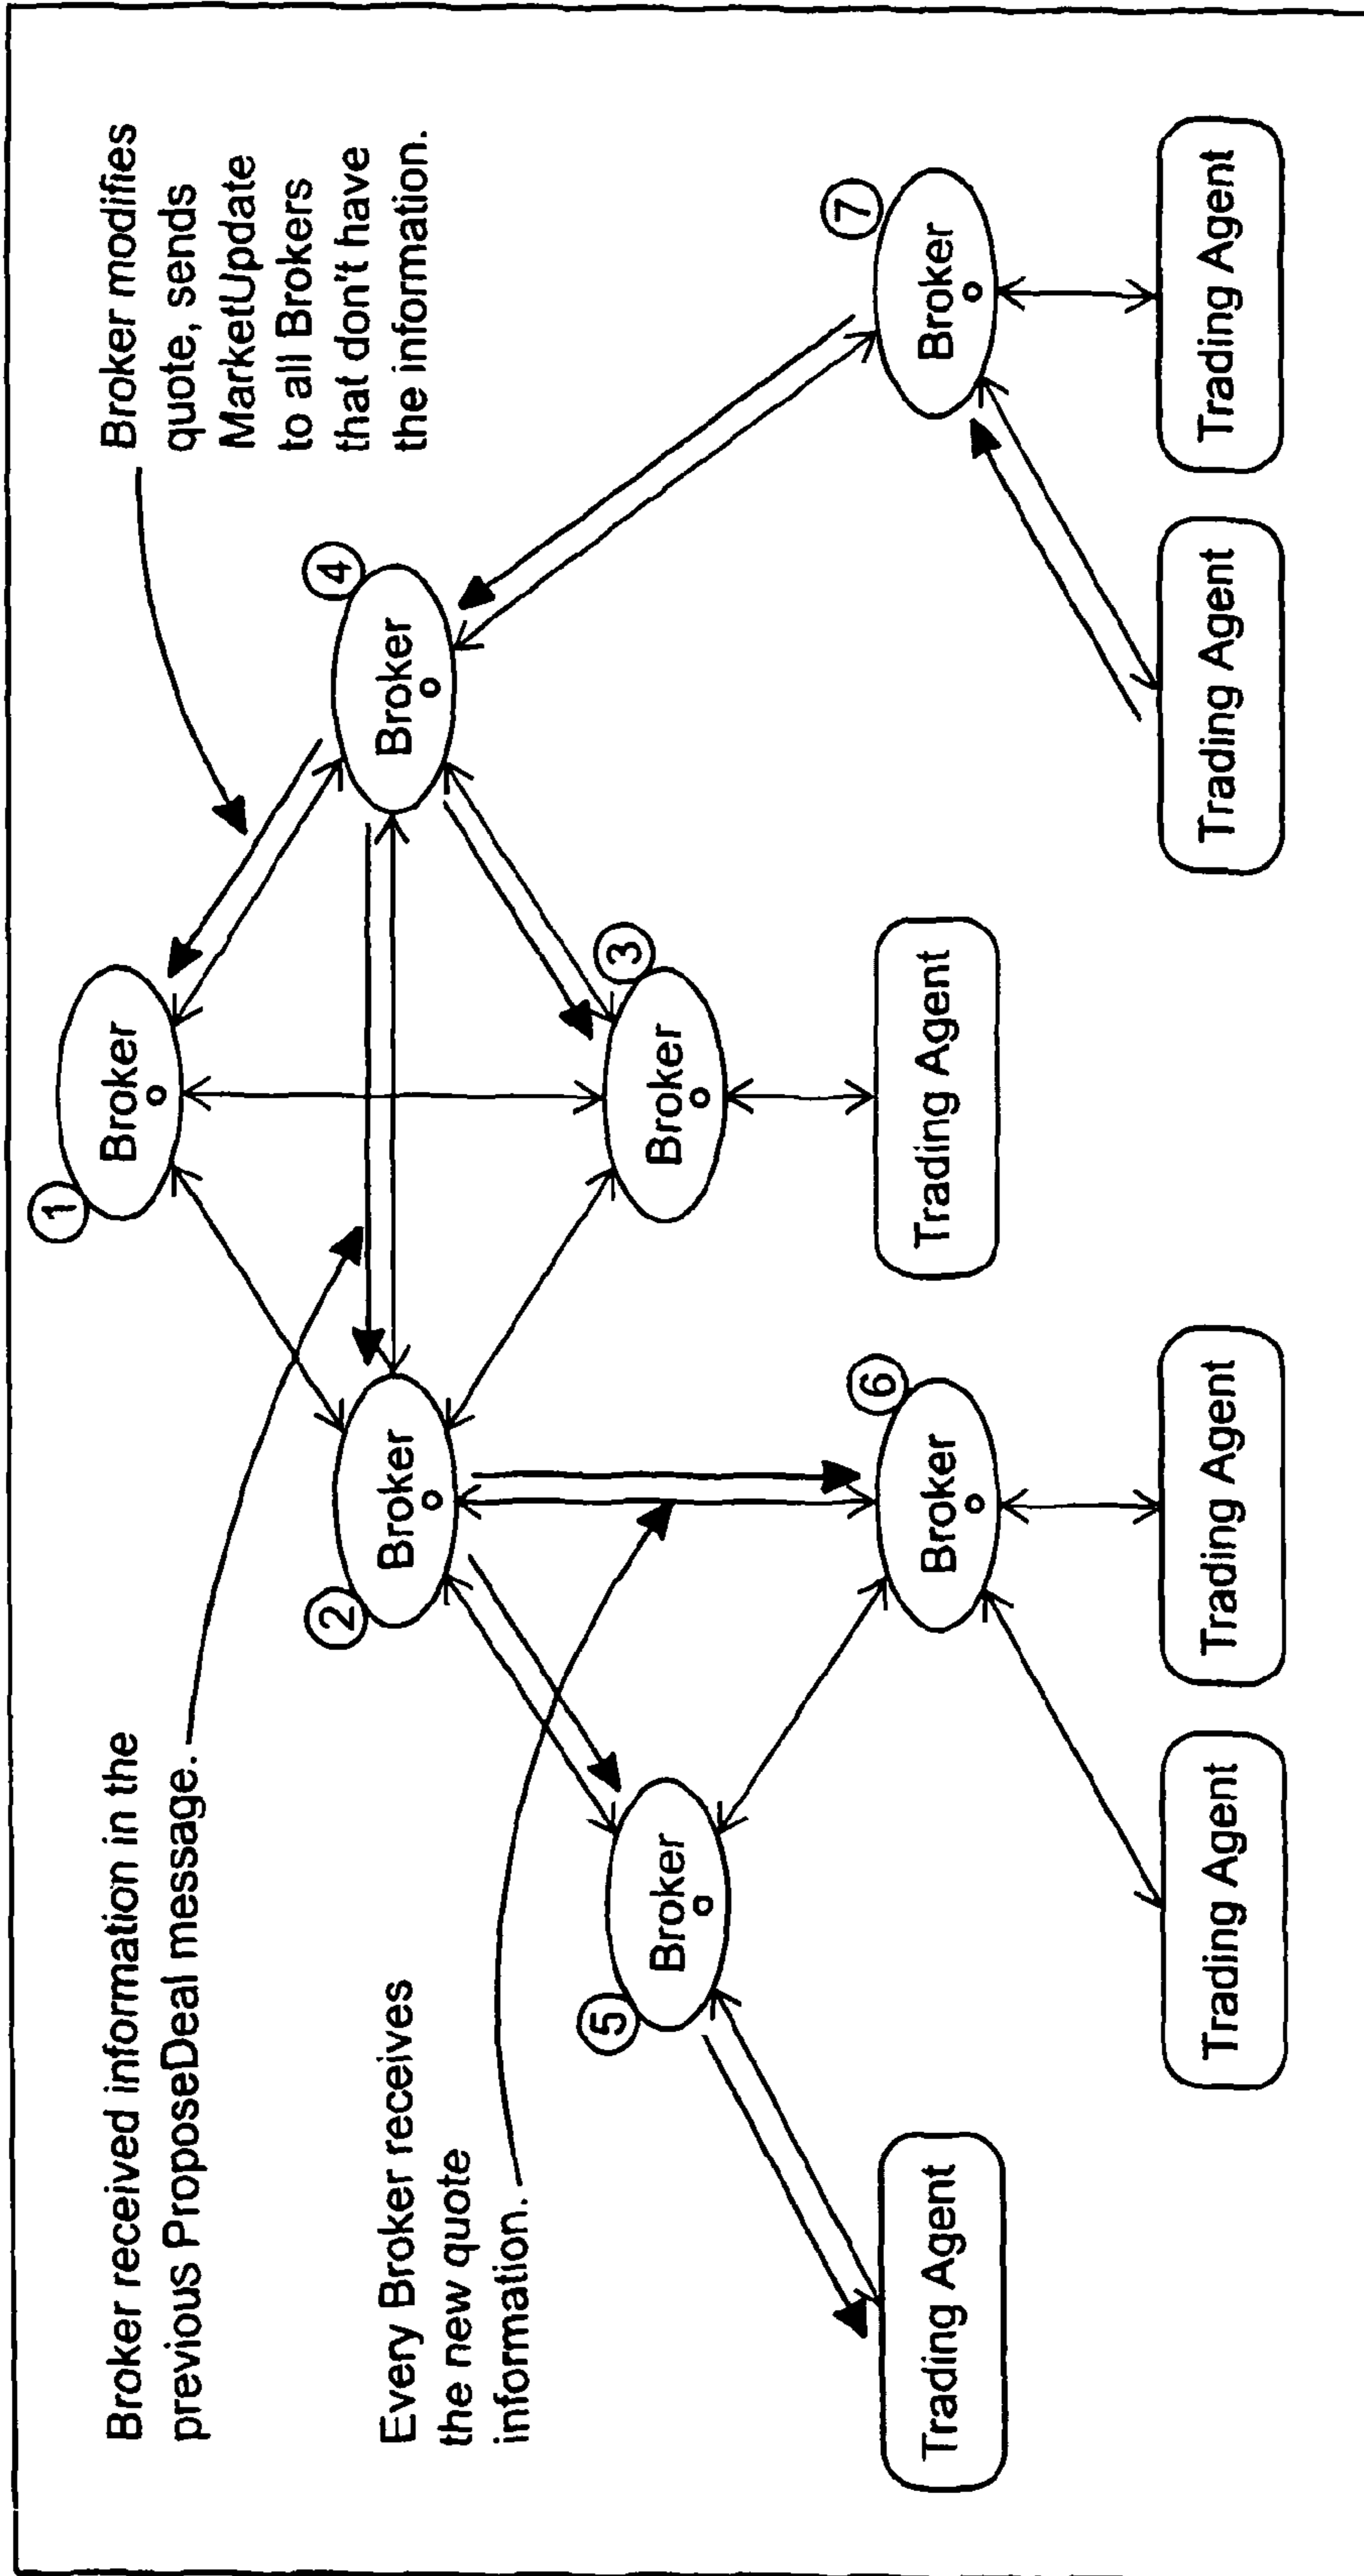 Broker received information in the
previous ProposeDeal message.
Broker modifies
quote, sends
MarketUpdate
to all Brokers
that don't have
the information.
Every Broker receives
the new quote
information.
1
Broker
2
Broker
4
Broker
5
Broker
3
Broker
6
Broker
7
Broker
Trading Agent
Trading Agent
Trading Agent
Trading Agent
Trading Agent
Trading Agent